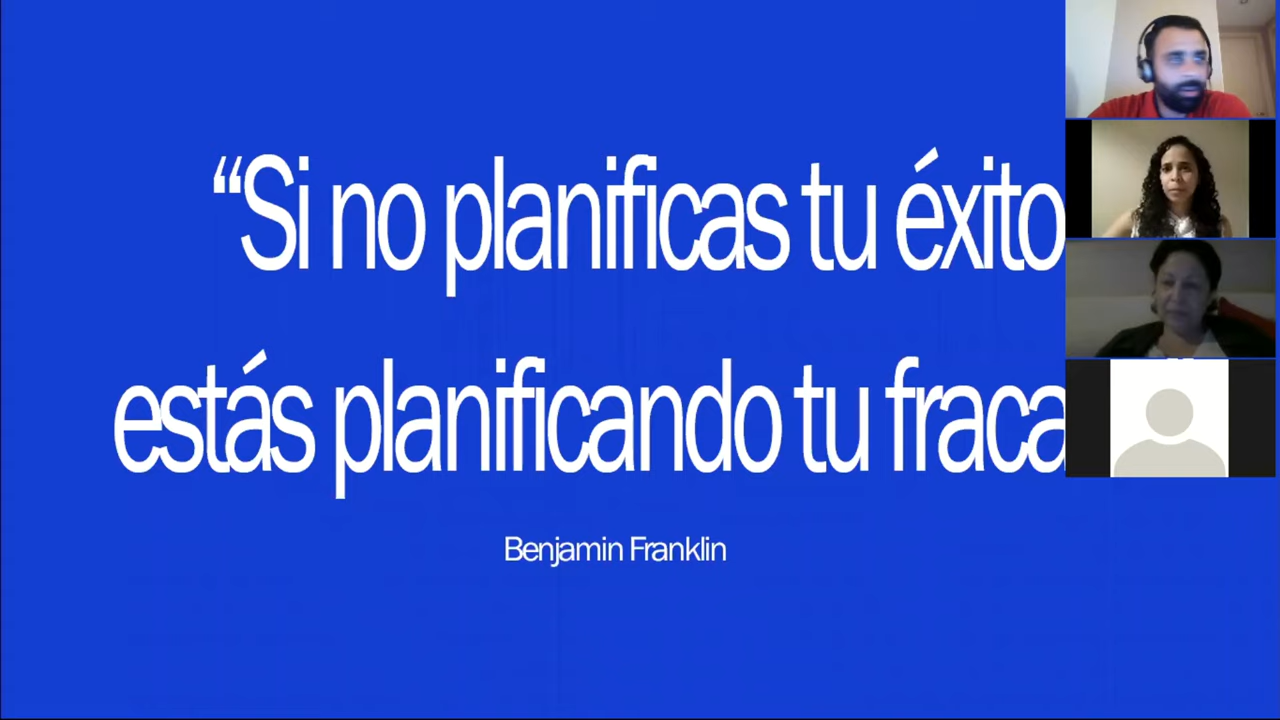 “Si no planificas tu éxito
estás planificando tu fraca
Benjamin Franklin